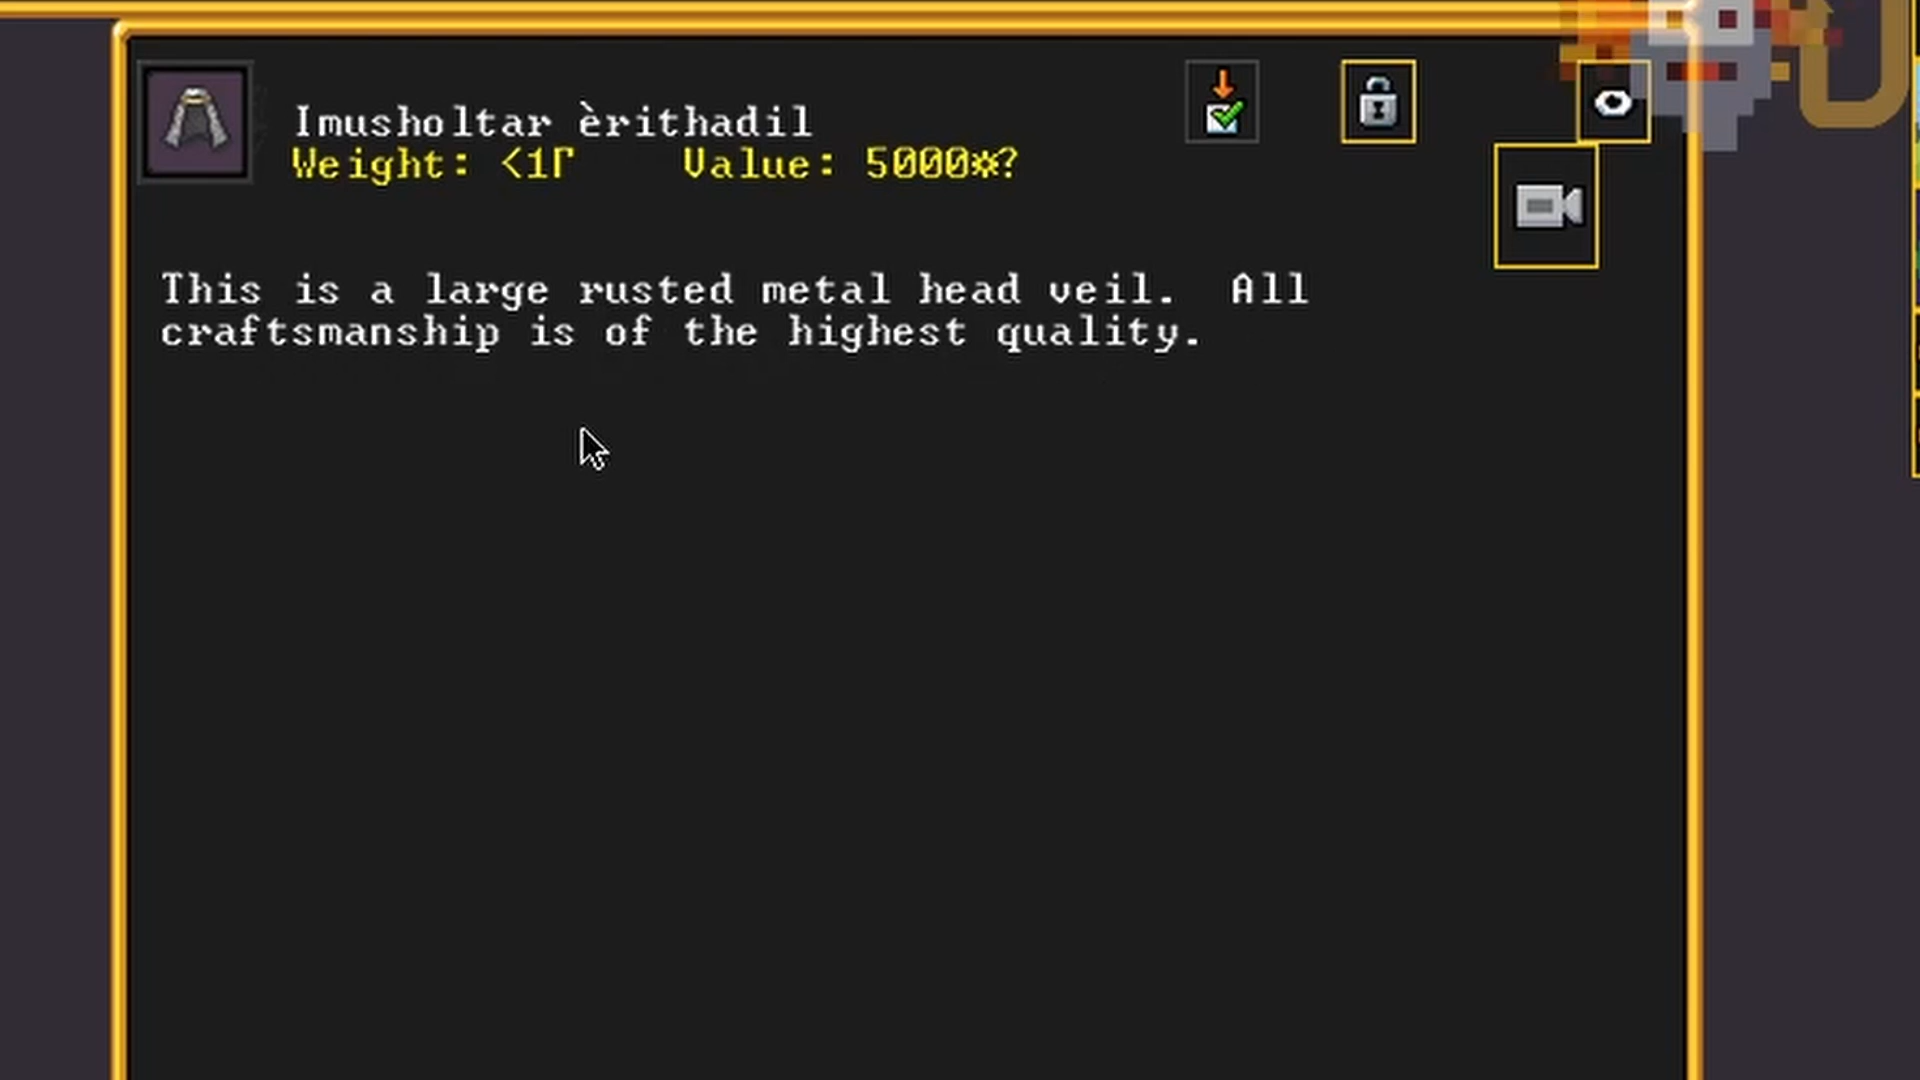 Imusholtar èrithadil
Weight: <1Γ    Value: 5000☼?
This is a large rusted metal head veil.  All
craftsmanship is of the highest quality.